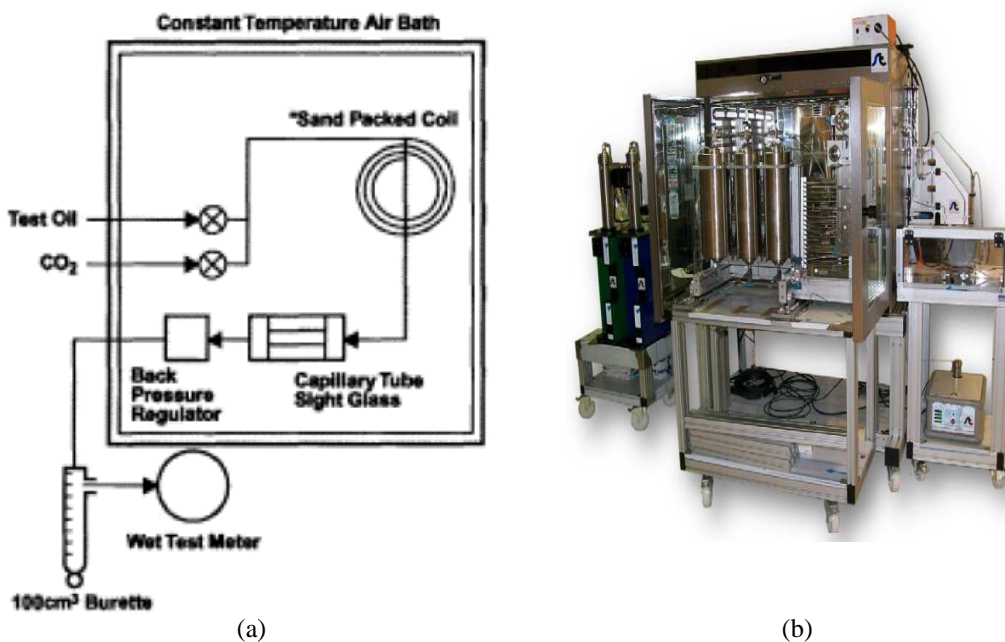 Constant Temperature Air Bath
*Sand Packed Coil
Test Oil
CO₂
Back
Pressure
Regulator
Capillary Tube
Sight Glass
Wet Test Meter
100cm³ Burette
(a)
(b)